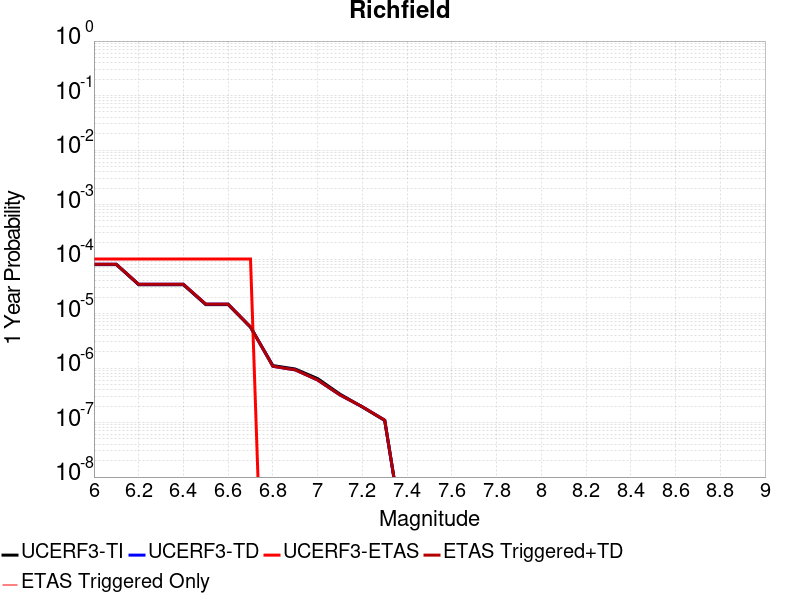 Richfield
10 0
10 -1
10 -2
10 -3
10 -4
10 -5
10 -6
10 -7
10 -8
1 Year Probability
6 6.2 6.4 6.6 6.8 7 7.2 7.4 7.6 7.8 8 8.2 8.4 8.6 8.8 9
Magnitude
UCERF3-TI UCERF3-TD UCERF3-ETAS ETAS Triggered+TD
ETAS Triggered Only